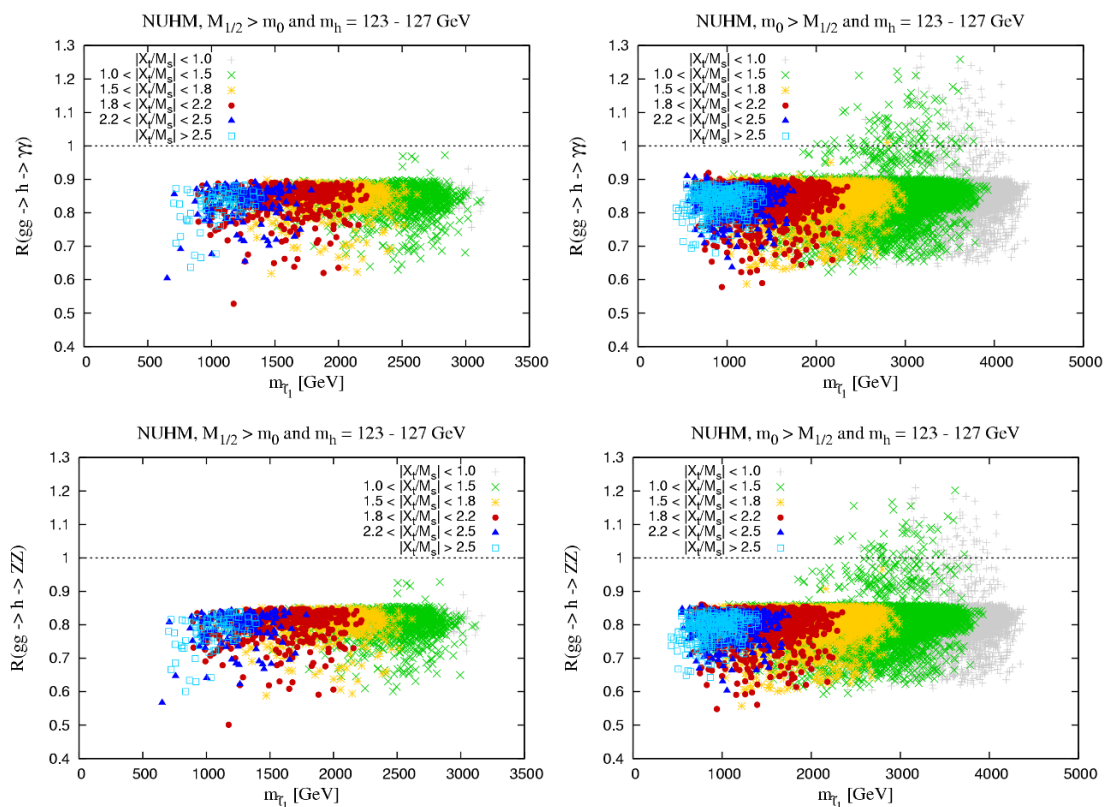 NUHM, M1/2 > m0 and mh = 123 - 127 GeV
R(gg -> h -> γγ)
1.3
1.2
1.1
1
0.9
0.8
0.7
0.6
0.5
0.4
|Xt/Ms| < 1.0
1.0 < |Xt/Ms| < 1.5
1.5 < |Xt/Ms| < 1.8
1.8 < |Xt/Ms| < 2.2
2.2 < |Xt/Ms| < 2.5
|Xt/Ms| > 2.5
0 500 1000 1500 2000 2500 3000 3500
mτ̃1 [GeV]
NUHM, m0 > M1/2 and mh = 123 - 127 GeV
R(gg -> h -> γγ)
1.3
1.2
1.1
1
0.9
0.8
0.7
0.6
0.5
0.4
|Xt/Ms| < 1.0
1.0 < |Xt/Ms| < 1.5
1.5 < |Xt/Ms| < 1.8
1.8 < |Xt/Ms| < 2.2
2.2 < |Xt/Ms| < 2.5
|Xt/Ms| > 2.5
0 1000 2000 3000 4000 5000
mτ̃1 [GeV]
NUHM, M1/2 > m0 and mh = 123 - 127 GeV
R(gg -> h -> ZZ)
1.3
1.2
1.1
1
0.9
0.8
0.7
0.6
0.5
0.4
|Xt/Ms| < 1.0
1.0 < |Xt/Ms| < 1.5
1.5 < |Xt/Ms| < 1.8
1.8 < |Xt/Ms| < 2.2
2.2 < |Xt/Ms| < 2.5
|Xt/Ms| > 2.5
0 500 1000 1500 2000 2500 3000 3500
mτ̃1 [GeV]
NUHM, m0 > M1/2 and mh = 123 - 127 GeV
R(gg -> h -> ZZ)
1.3
1.2
1.1
1
0.9
0.8
0.7
0.6
0.5
0.4
|Xt/Ms| < 1.0
1.0 < |Xt/Ms| < 1.5
1.5 < |Xt/Ms| < 1.8
1.8 < |Xt/Ms| < 2.2
2.2 < |Xt/Ms| < 2.5
|Xt/Ms| > 2.5
0 1000 2000 3000 4000 5000
mτ̃1 [GeV]